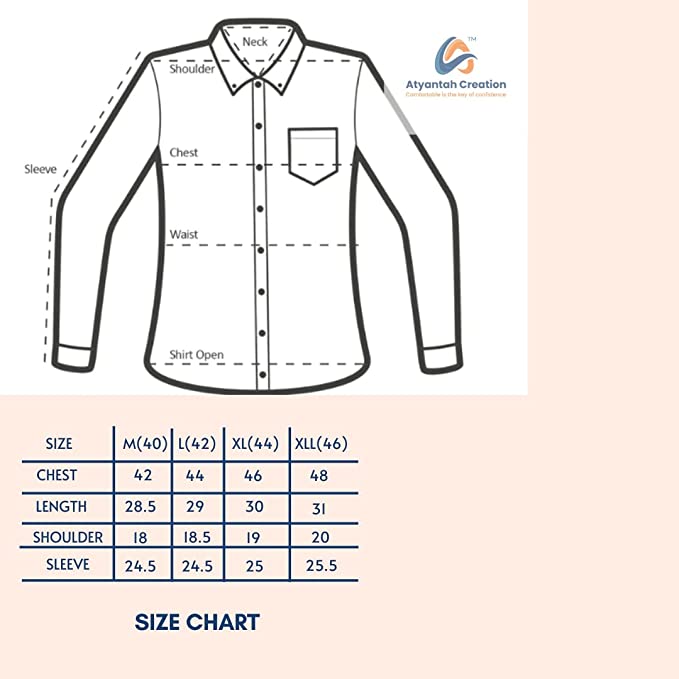 Neck
TM
Shoulder
Atyantah Creation
Comfortable is the key of confidence
Chest
Sleeve
Waist
Shirt Open
SIZE M(40) L(42) XL(44) XLL(46)
CHEST 42 44 46 48
LENGTH 28.5 29 30 31
SHOULDER 18 18.5 19 20
SLEEVE 24.5 24.5 25 25.5
SIZE CHART